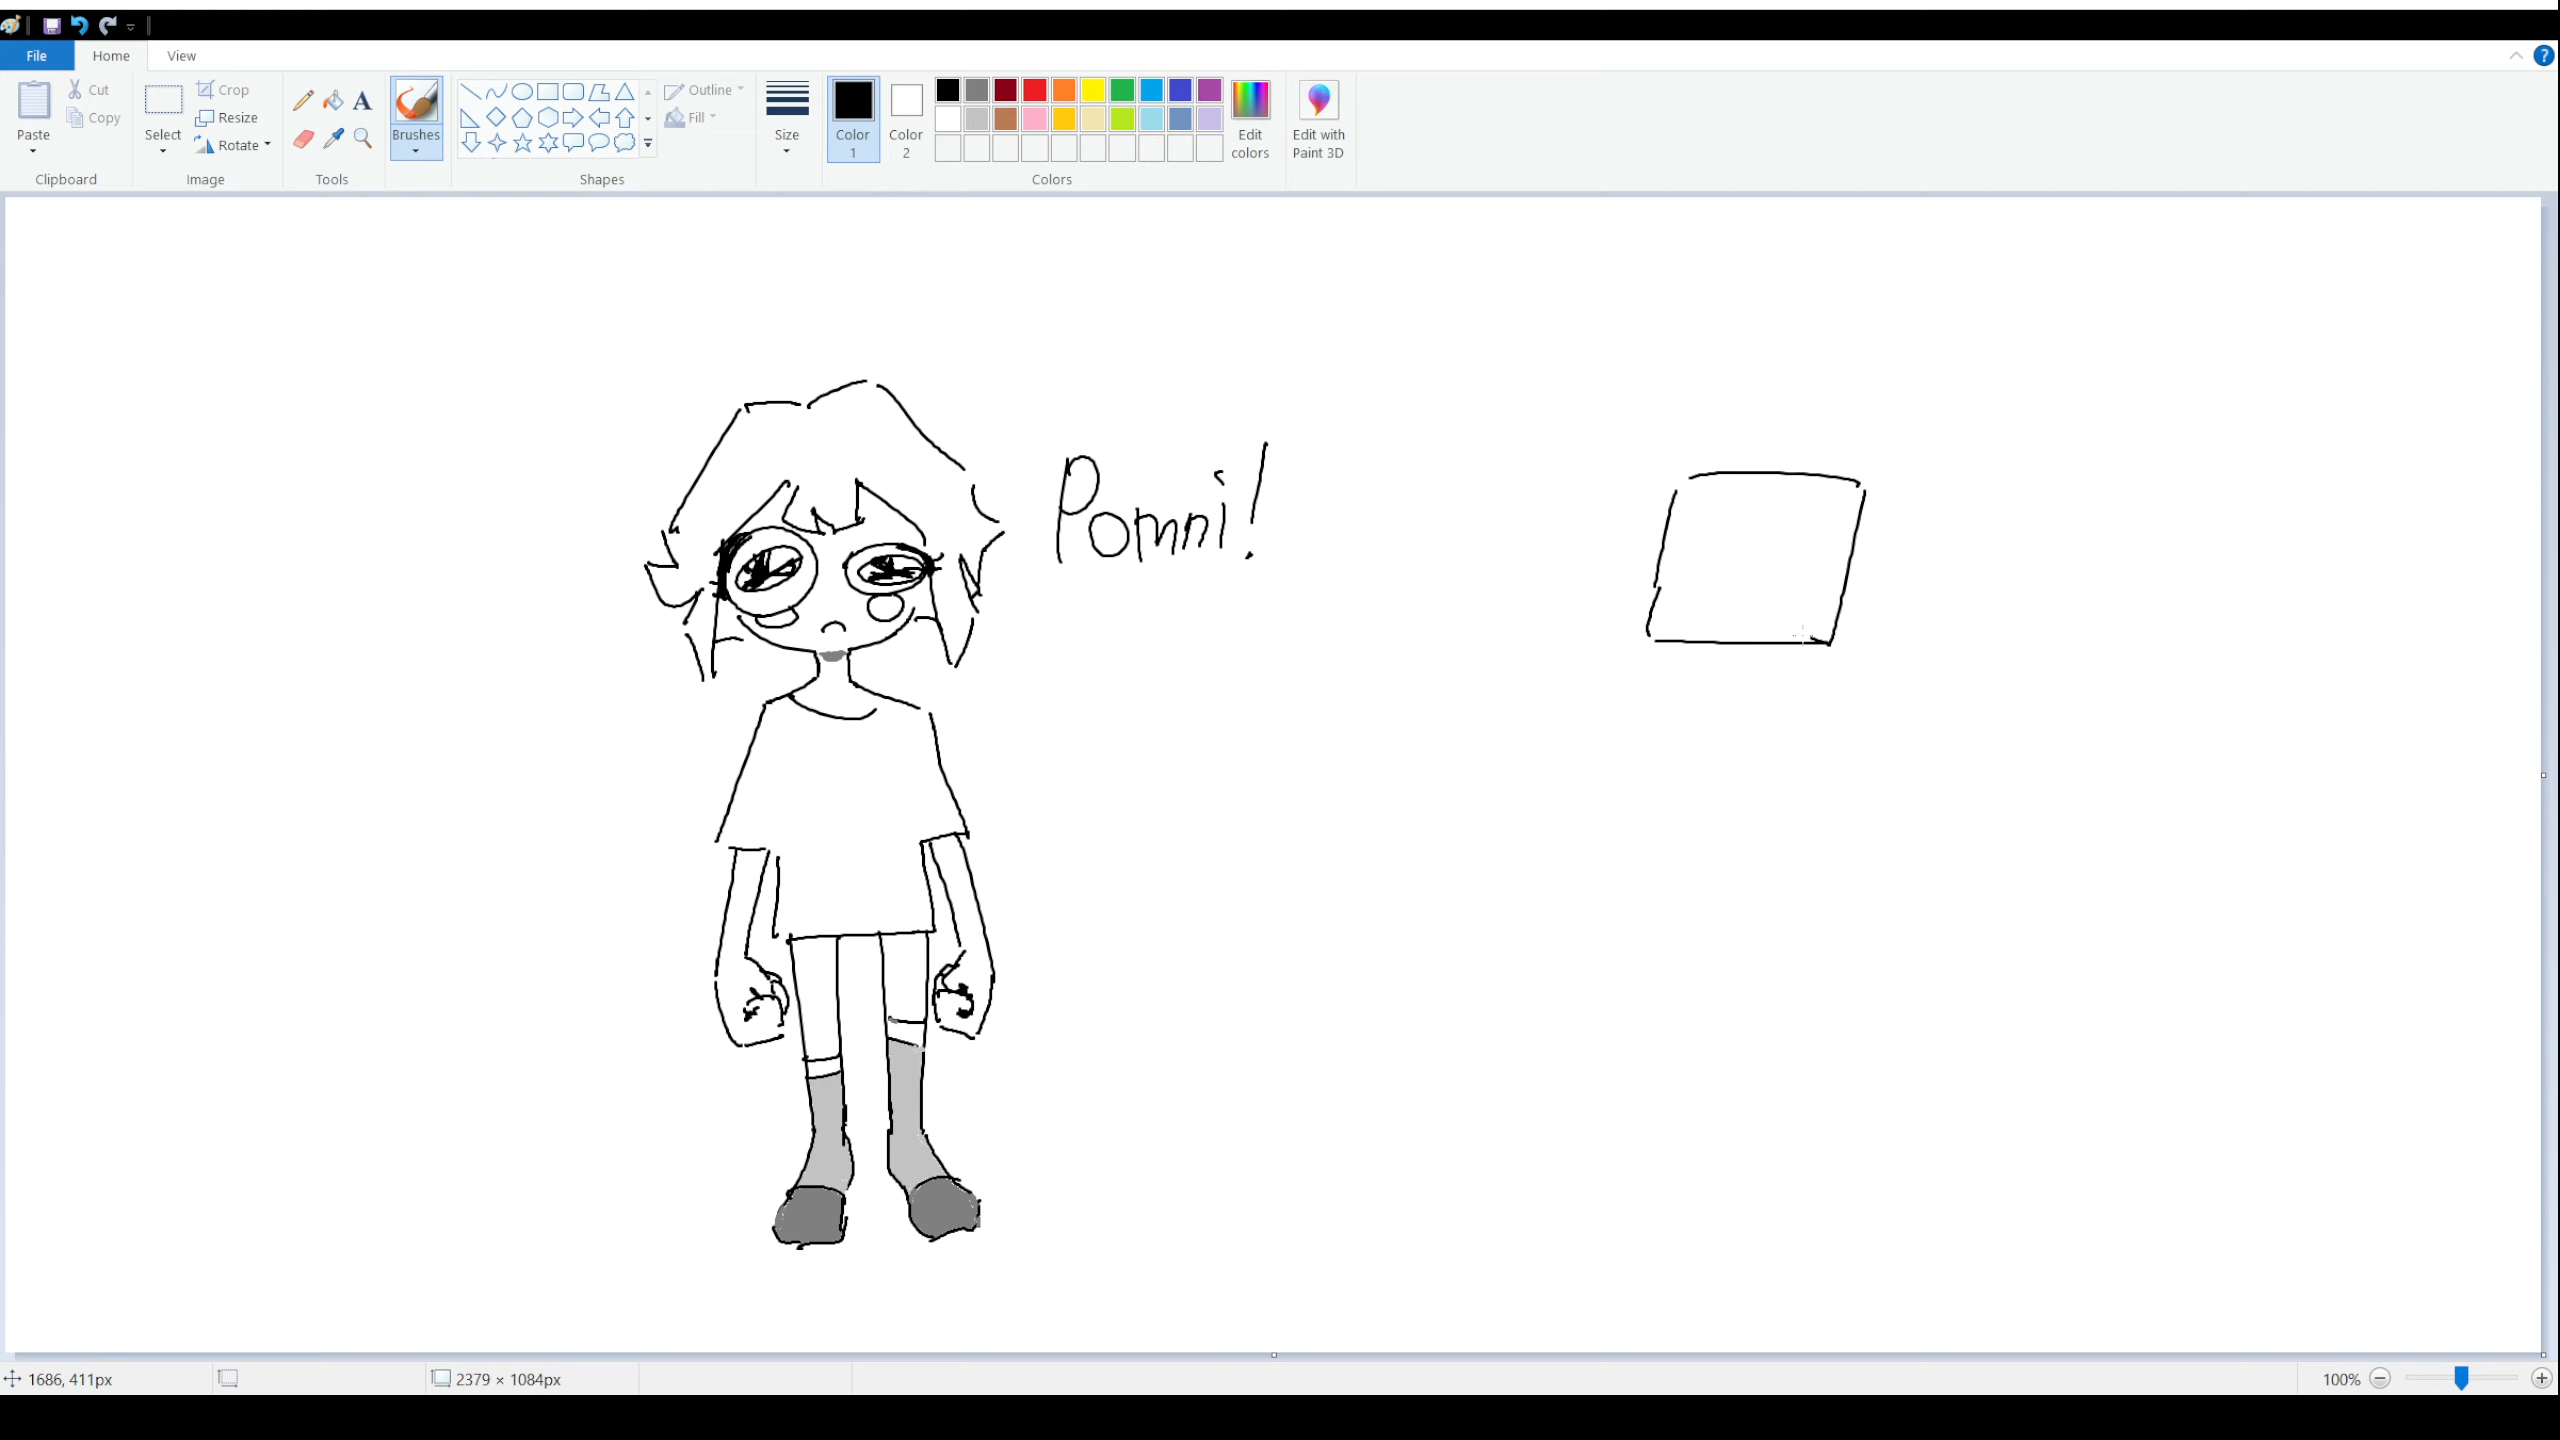 File Home View
Paste Cut Copy Select Crop Resize Rotate A Brushes Outline Fill Size Color 1 Color 2 Edit colors Edit with Paint 3D ?
Clipboard Image Tools Shapes Colors
Pomni!
1686, 411px 2379 × 1084px 100%